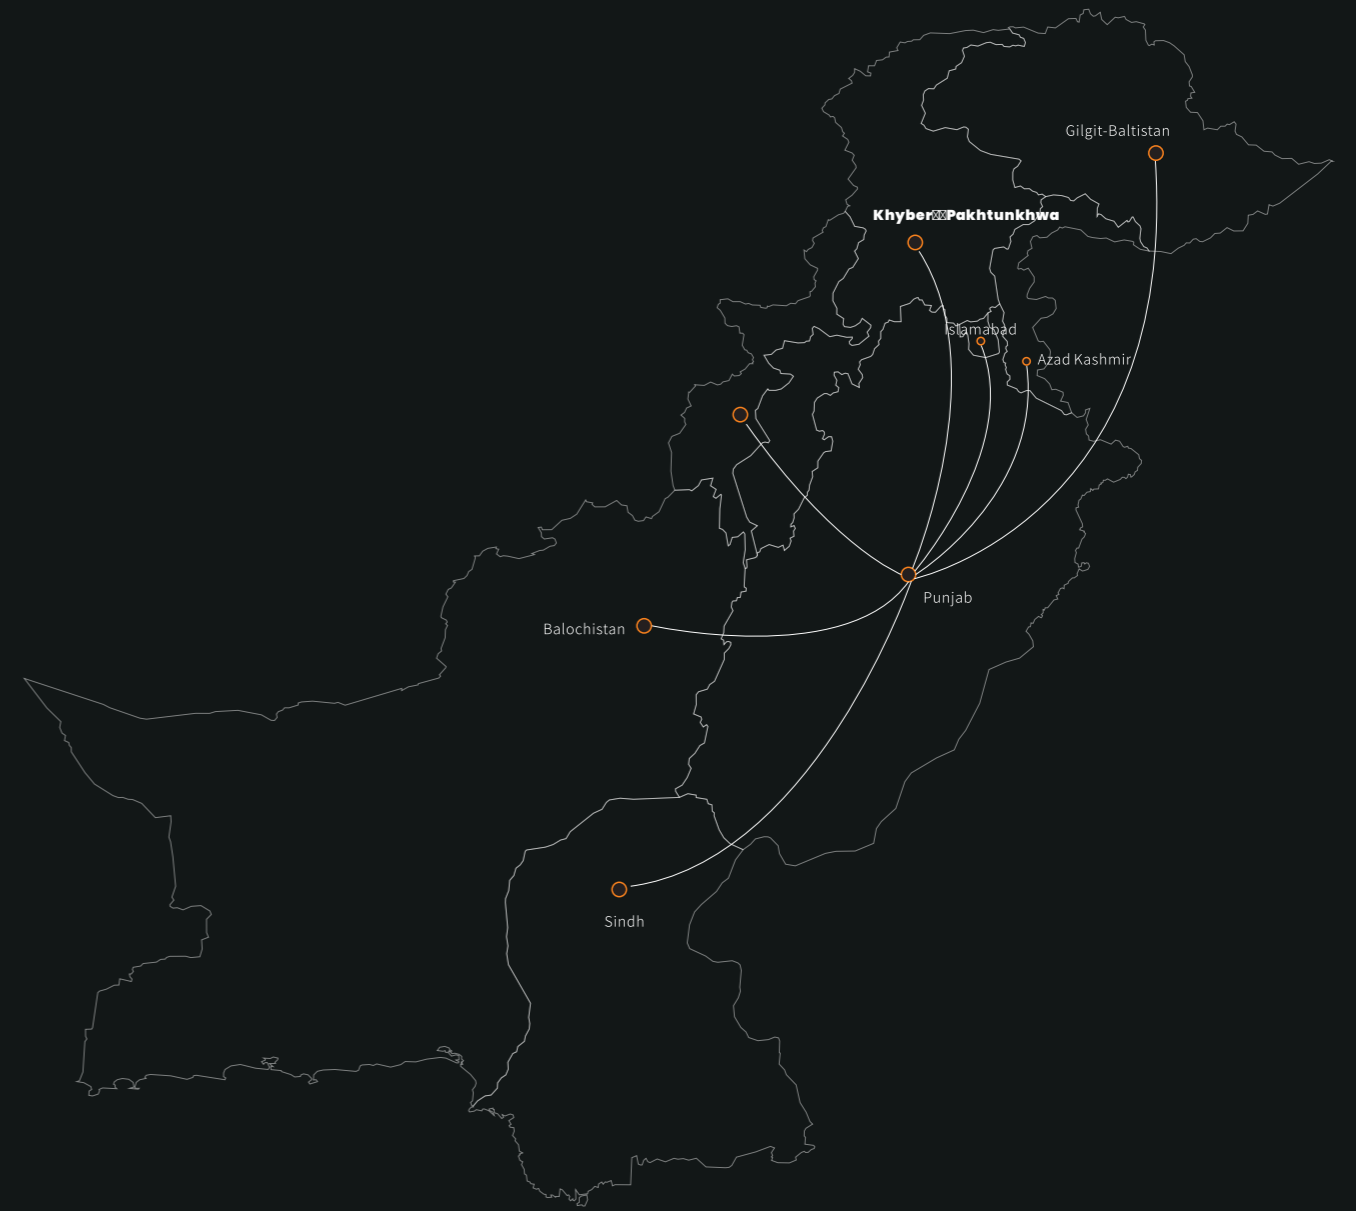 Gilgit-Baltistan
Khyber Pakhtunkhwa
Islamabad
Azad Kashmir
Punjab
Balochistan
Sindh